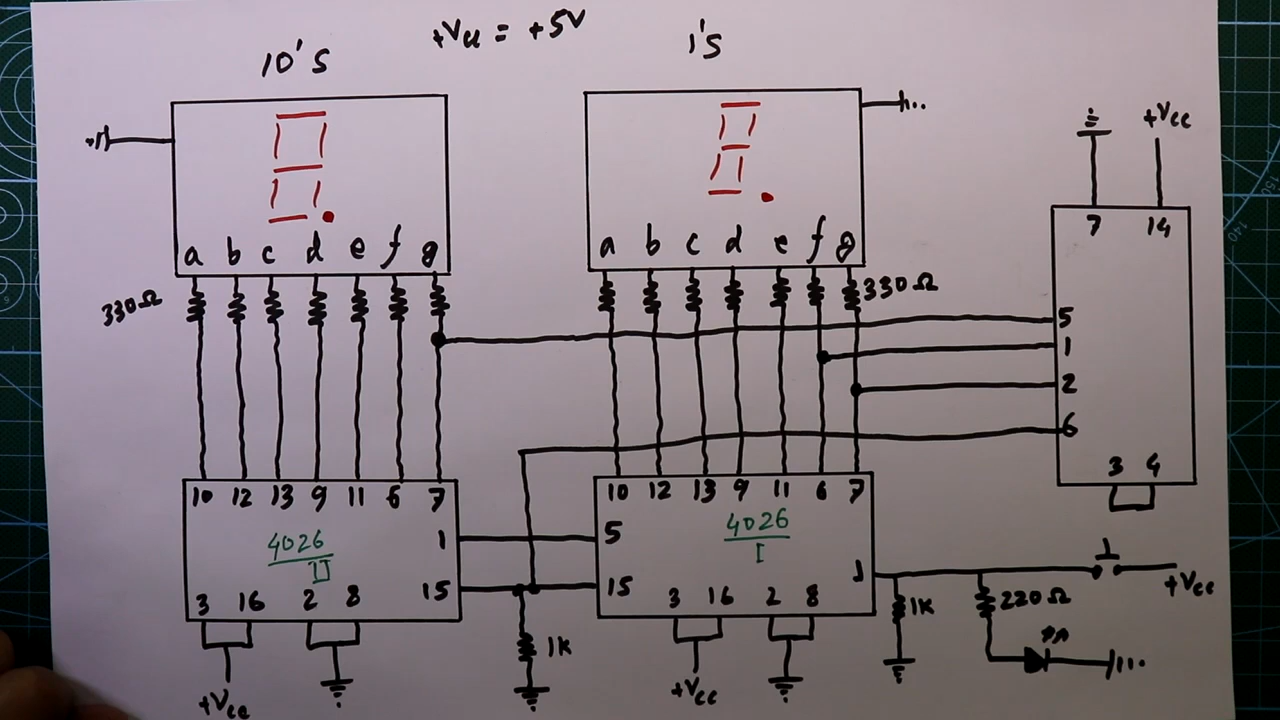 10's +Vcc = +5V 1's
+Vcc
7 14
a b c d e f g
a b c d e f g
330Ω
330Ω
5
1
2
6
3 4
10 12 13 9 11 6 7
10 12 13 9 11 6 7
4026
II
1
15
3 16 2 8
4026
I
5
15
1
3 16 2 8
+Vcc
1K
220Ω
1K
+Vcc
+Vcc